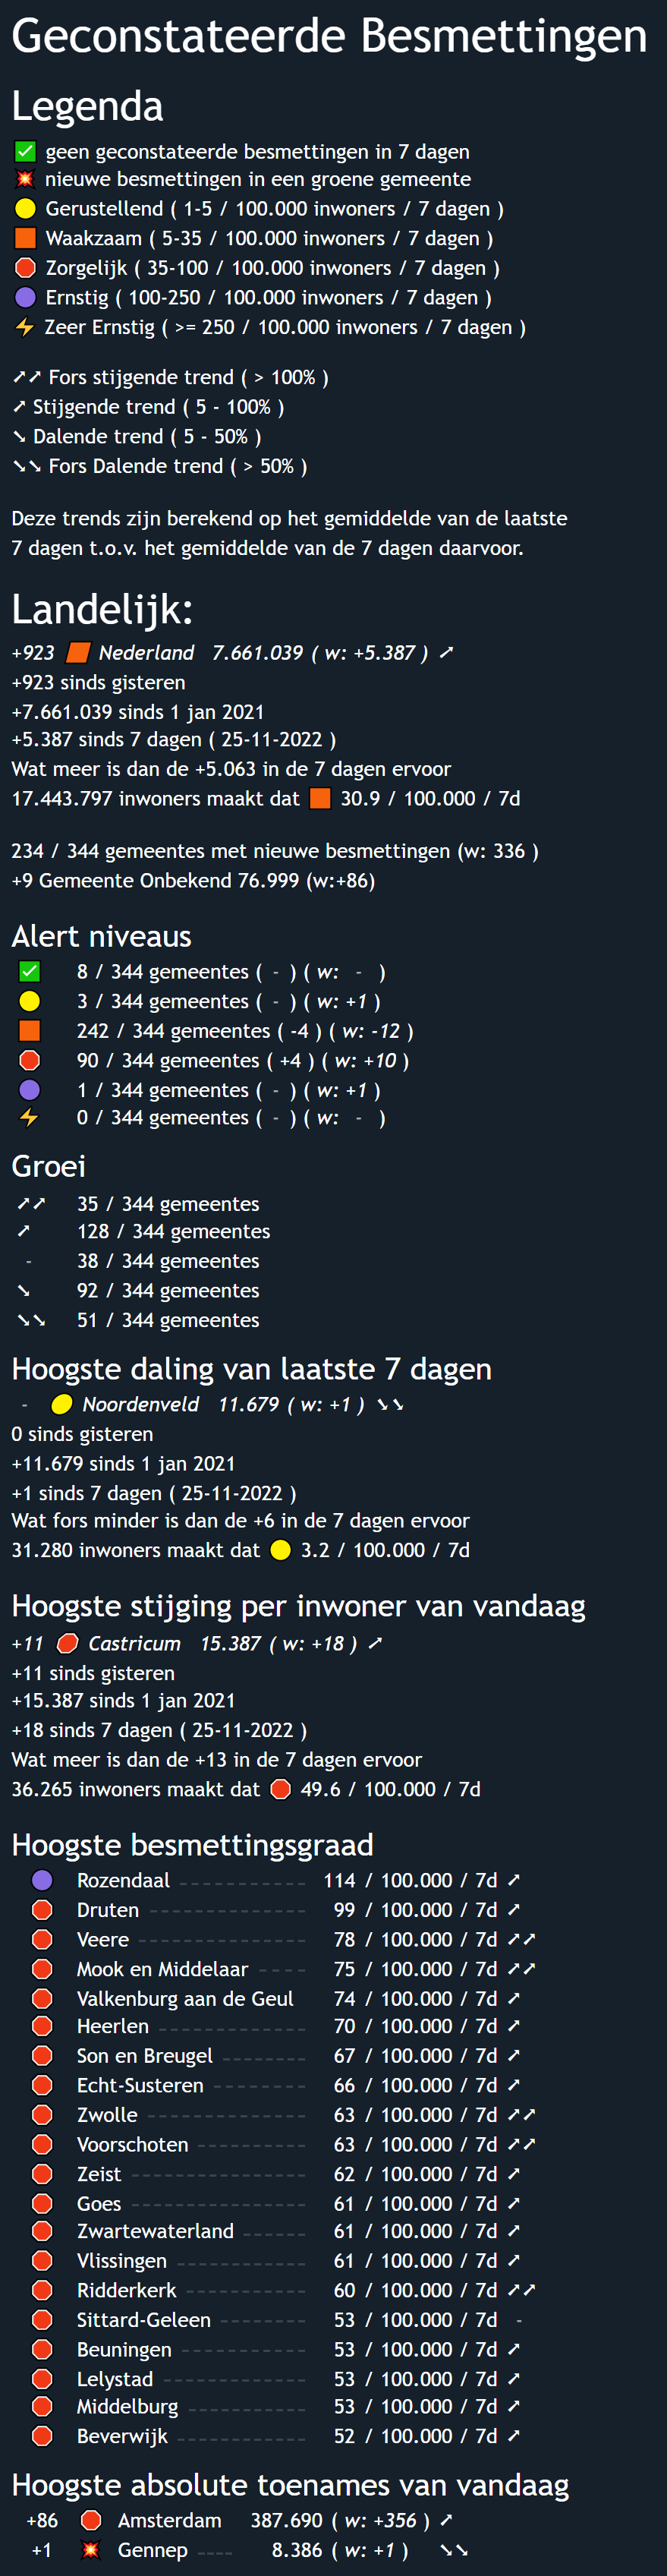 Geconstateerde Besmettingen
Legenda
✅ geen geconstateerde besmettingen in 7 dagen
💥 nieuwe besmettingen in een groene gemeente
🟡 Gerustellend ( 1-5 / 100.000 inwoners / 7 dagen )
🟧 Waakzaam ( 5-35 / 100.000 inwoners / 7 dagen )
🛑 Zorgelijk ( 35-100 / 100.000 inwoners / 7 dagen )
🟣 Ernstig ( 100-250 / 100.000 inwoners / 7 dagen )
⚡ Zeer Ernstig ( >= 250 / 100.000 inwoners / 7 dagen )
➚➚ Fors stijgende trend ( > 100% )
➚ Stijgende trend ( 5 - 100% )
➘ Dalende trend ( 5 - 50% )
➘➘ Fors Dalende trend ( > 50% )
Deze trends zijn berekend op het gemiddelde van de laatste
7 dagen t.o.v. het gemiddelde van de 7 dagen daarvoor.
Landelijk:
+923 🟧 Nederland 7.661.039 ( w: +5.387 ) ➚
+923 sinds gisteren
+7.661.039 sinds 1 jan 2021
+5.387 sinds 7 dagen ( 25-11-2022 )
Wat meer is dan de +5.063 in de 7 dagen ervoor
17.443.797 inwoners maakt dat 🟧 30.9 / 100.000 / 7d
234 / 344 gemeentes met nieuwe besmettingen (w: 336 )
+9 Gemeente Onbekend 76.999 (w:+86)
Alert niveaus
✅ 8 / 344 gemeentes ( - ) ( w: - )
🟡 3 / 344 gemeentes ( - ) ( w: +1 )
🟧 242 / 344 gemeentes ( -4 ) ( w: -12 )
🛑 90 / 344 gemeentes ( +4 ) ( w: +10 )
🟣 1 / 344 gemeentes ( - ) ( w: +1 )
⚡ 0 / 344 gemeentes ( - ) ( w: - )
Groei
➚➚ 35 / 344 gemeentes
➚ 128 / 344 gemeentes
- 38 / 344 gemeentes
➘ 92 / 344 gemeentes
➘➘ 51 / 344 gemeentes
Hoogste daling van laatste 7 dagen
- 🟡 Noordenveld 11.679 ( w: +1 ) ➘➘
0 sinds gisteren
+11.679 sinds 1 jan 2021
+1 sinds 7 dagen ( 25-11-2022 )
Wat fors minder is dan de +6 in de 7 dagen ervoor
31.280 inwoners maakt dat 🟡 3.2 / 100.000 / 7d
Hoogste stijging per inwoner van vandaag
+11 🛑 Castricum 15.387 ( w: +18 ) ➚
+11 sinds gisteren
+15.387 sinds 1 jan 2021
+18 sinds 7 dagen ( 25-11-2022 )
Wat meer is dan de +13 in de 7 dagen ervoor
36.265 inwoners maakt dat 🛑 49.6 / 100.000 / 7d
Hoogste besmettingsgraad
🟣 Rozendaal ----------- 114 / 100.000 / 7d ➚
🛑 Druten -------------- 99 / 100.000 / 7d ➚
🛑 Veere --------------- 78 / 100.000 / 7d ➚➚
🛑 Mook en Middelaar ---- 75 / 100.000 / 7d ➚➚
🛑 Valkenburg aan de Geul 74 / 100.000 / 7d ➚
🛑 Heerlen ------------- 70 / 100.000 / 7d ➚
🛑 Son en Breugel ------- 67 / 100.000 / 7d ➚
🛑 Echt-Susteren -------- 66 / 100.000 / 7d ➚
🛑 Zwolle -------------- 63 / 100.000 / 7d ➚➚
🛑 Voorschoten --------- 63 / 100.000 / 7d ➚➚
🛑 Zeist --------------- 62 / 100.000 / 7d ➚
🛑 Goes --------------- 61 / 100.000 / 7d ➚
🛑 Zwartewaterland ----- 61 / 100.000 / 7d ➚
🛑 Vlissingen ----------- 61 / 100.000 / 7d ➚
🛑 Ridderkerk ---------- 60 / 100.000 / 7d ➚➚
🛑 Sittard-Geleen ------- 53 / 100.000 / 7d -
🛑 Beuningen ---------- 53 / 100.000 / 7d ➚
🛑 Lelystad ------------ 53 / 100.000 / 7d ➚
🛑 Middelburg ---------- 53 / 100.000 / 7d ➚
🛑 Beverwijk ----------- 52 / 100.000 / 7d ➚
Hoogste absolute toenames van vandaag
+86 🛑 Amsterdam 387.690 ( w: +356 ) ➚
+1 💥 Gennep ---- 8.386 ( w: +1 ) ➘➘